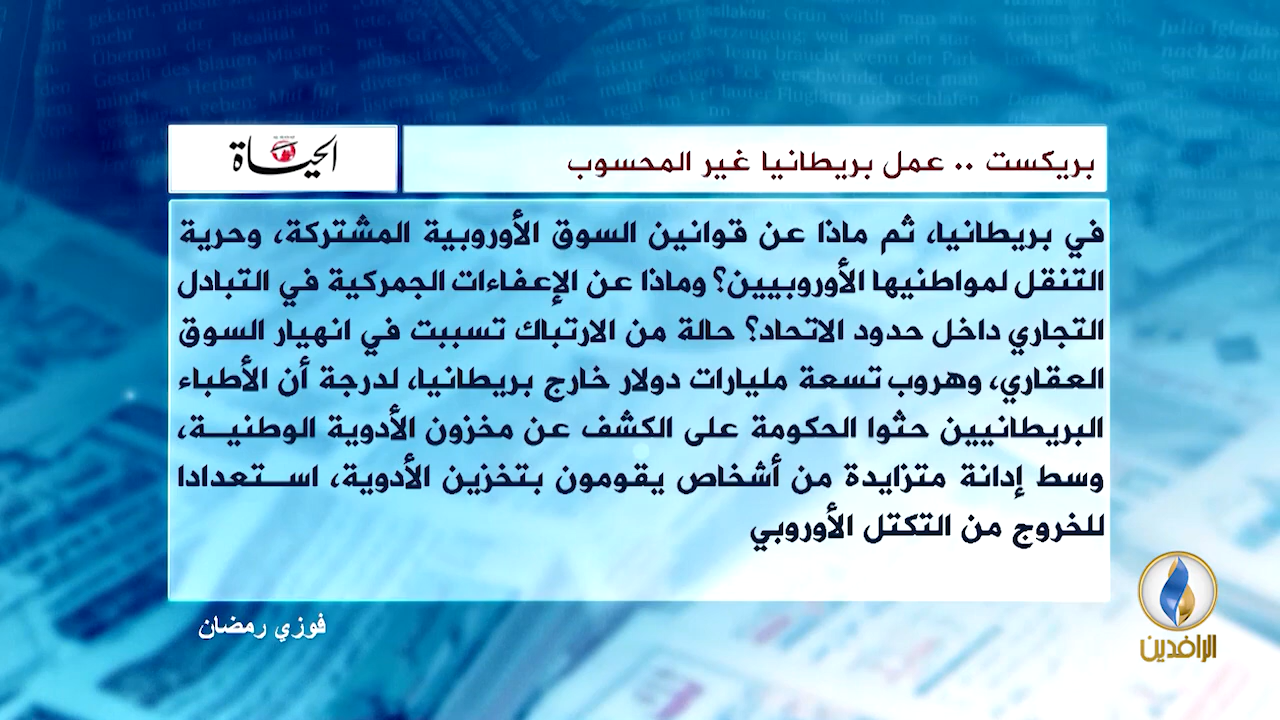 بريكست .. عمل بريطانيا غير المحسوب
الحياة
في بريطانيا، ثم ماذا عن قوانين السوق الأوروبية المشتركة، وحرية
التنقل لمواطنيها الأوروبيين؟ وماذا عن الإعفاءات الجمركية في التبادل
التجاري داخل حدود الاتحاد؟ حالة من الارتباك تسببت في انهيار السوق
العقاري، وهروب تسعة مليارات دولار خارج بريطانيا، لدرجة أن الأطباء
البريطانيين حثوا الحكومة على الكشف عن مخزون الأدوية الوطنيـــة،
وسط إدانة متزايدة من أشخاص يقومون بتخزين الأدوية، اســـتعدادا
للخروج من التكتل الأوروبي
فوزي رمضان
الرافدين